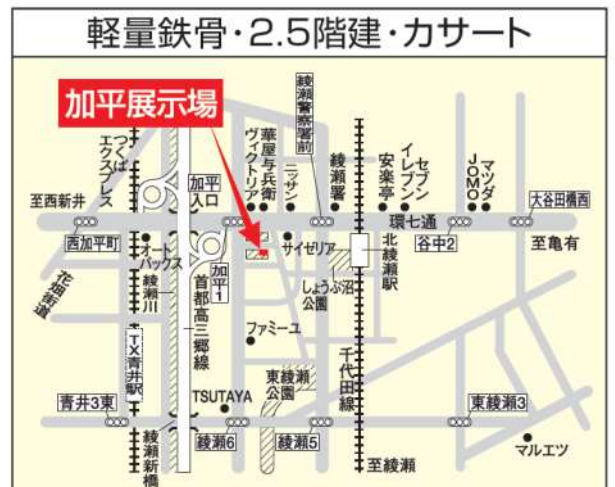 軽量鉄骨・2.5階建・カサート
加平展示場
綾瀬警察署前
つくば
エクスプレス
加平
入口
ヴィクトリア
華屋与兵衛
ニッサン
綾瀬署
安楽亭
セブン
イレブン
JOMO
マツダ
大谷田橋西
至西新井
環七通
西加平町
オート
バックス
加平1
サイゼリア
北綾瀬駅
谷中2
至亀有
花畑街道
綾瀬川
首都高三郷線
しょうぶ沼
公園
ファミーユ
TX青井駅
千代田線
東綾瀬
公園
TSUTAYA
青井3東
東綾瀬3
綾瀬新橋
綾瀬6
綾瀬5
至綾瀬
マルエツ